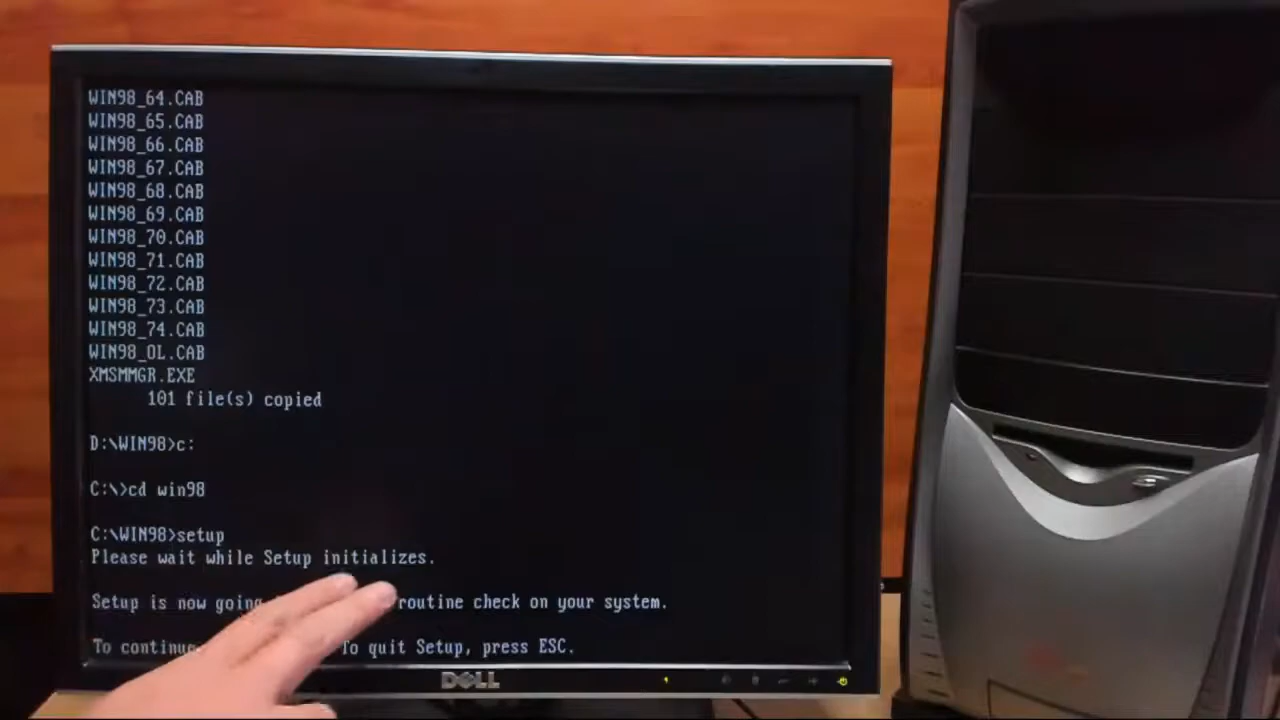 WIN98_64.CAB
WIN98_65.CAB
WIN98_66.CAB
WIN98_67.CAB
WIN98_68.CAB
WIN98_69.CAB
WIN98_70.CAB
WIN98_71.CAB
WIN98_72.CAB
WIN98_73.CAB
WIN98_74.CAB
WIN98_OL.CAB
XMSMMGR.EXE
101 file(s) copied
D:\WIN98>c:
C:\>cd win98
C:\WIN98>setup
Please wait while Setup initializes.
Setup is now going routine check on your system.
To continue To quit Setup, press ESC.
DELL